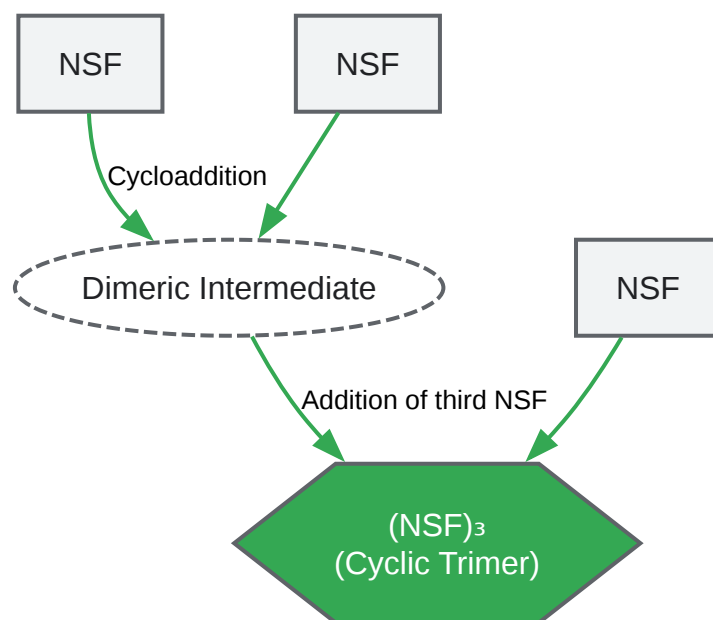 NSF
NSF
Cycloaddition
Dimeric Intermediate
NSF
Addition of third NSF
(NSF)₃
(Cyclic Trimer)